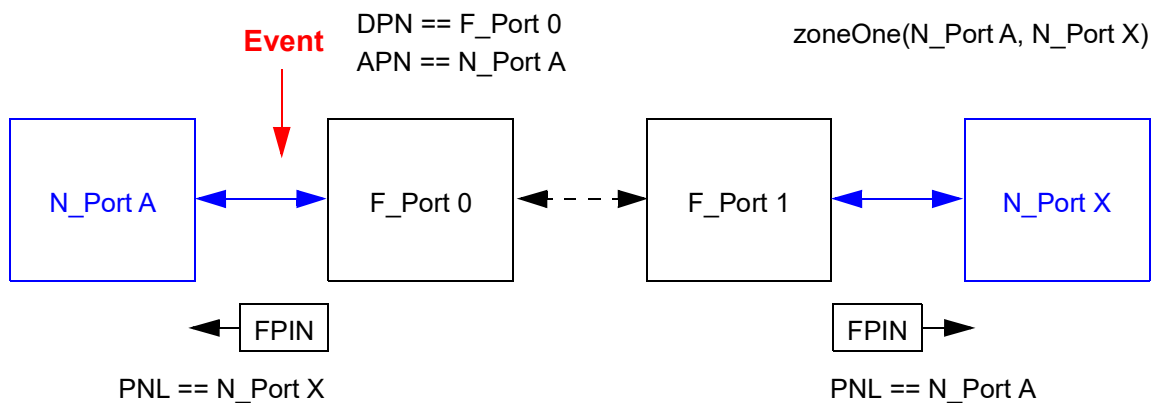 DPN == F_Port 0
Event
zoneOne(N_Port A, N_Port X)
APN == N_Port A
N_Port A
F_Port 0
F_Port 1
N_Port X
FPIN
FPIN
PNL == N_Port X
PNL == N_Port A